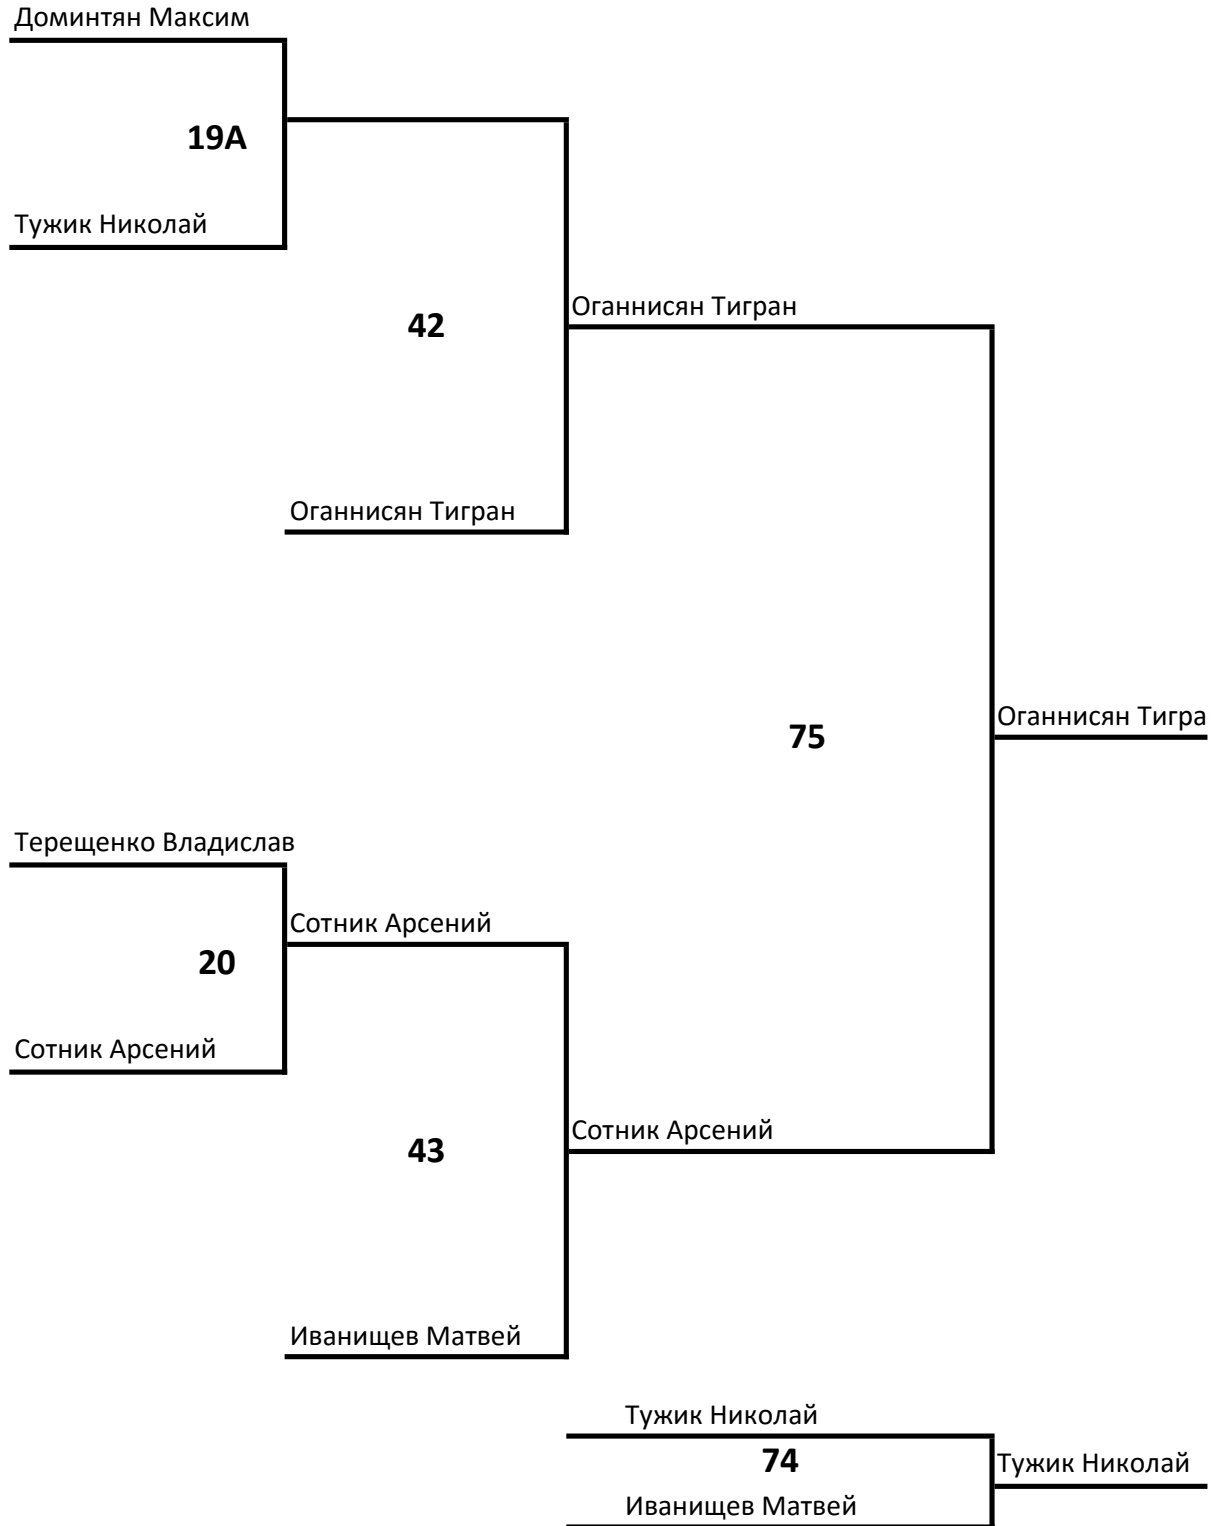 Доминтян Максим
19А
Тужик Николай
42
Оганнисян Тигран
Оганнисян Тигран
75
Оганнисян Тигра
Терещенко Владислав
Сотник Арсений
20
Сотник Арсений
43
Сотник Арсений
Иванищев Матвей
Тужик Николай
74
Тужик Николай
Иванищев Матвей